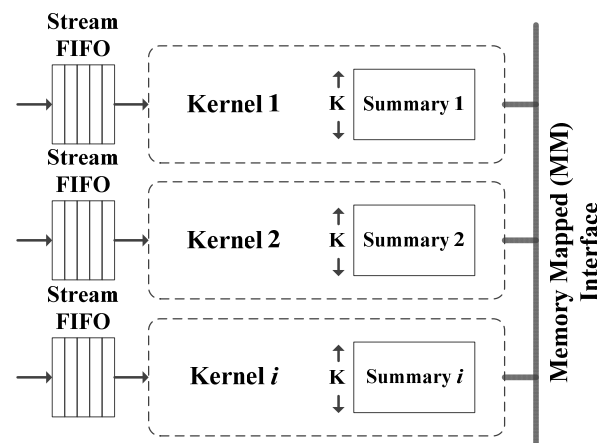 Stream
FIFO
Kernel 1
K
Summary 1
Stream
FIFO
Kernel 2
K
Summary 2
Stream
FIFO
Kernel i
K
Summary i
Memory Mapped (MM)
Interface